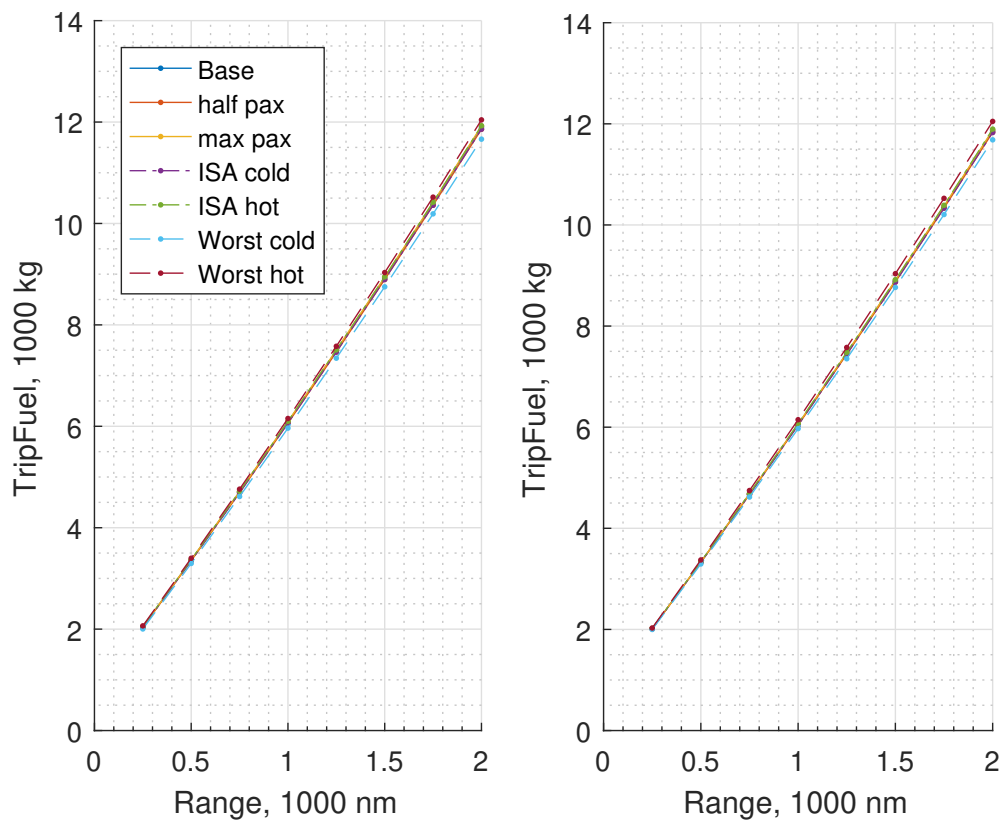 14
12
10
8
6
4
2
0
TripFuel, 1000 kg
Base
half pax
max pax
ISA cold
ISA hot
Worst cold
Worst hot
0
0.5
1
1.5
2
Range, 1000 nm
14
12
10
8
6
4
2
0
TripFuel, 1000 kg
0
0.5
1
1.5
2
Range, 1000 nm